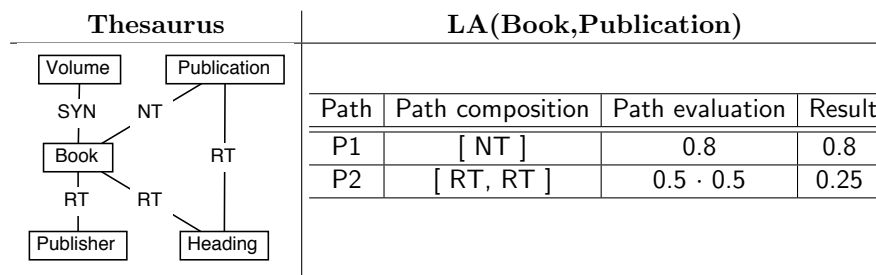 Thesaurus
LA(Book,Publication)
Volume
Publication
SYN
NT
Book
RT
RT
RT
Publisher
Heading
Path | Path composition | Path evaluation | Result
P1 | [ NT ] | 0.8 | 0.8
P2 | [ RT, RT ] | 0.5 · 0.5 | 0.25